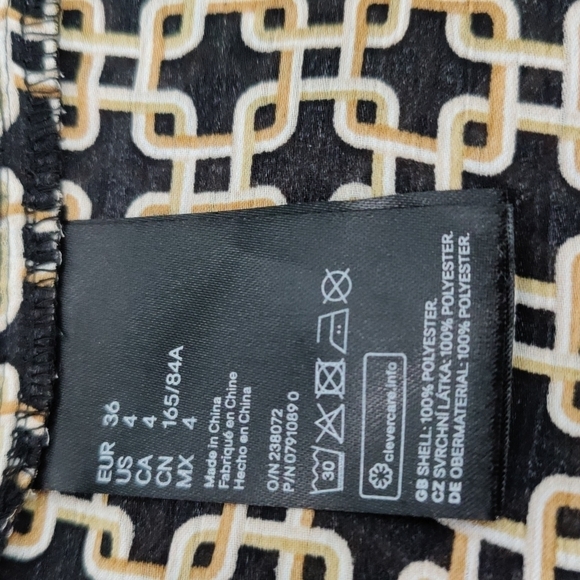 EUR 36
US 4
CA 4
CN 165/84A
MX 4
Made in China
Fabriqué en Chine
Hecho en China
O/N 238072
P/N 0791089 0
30
clevercare.info
GB SHELL: 100% POLYESTER.
CZ SVRCHNÍ LÁTKA: 100% POLYESTER.
DE OBERMATERIAL: 100% POLYESTER.